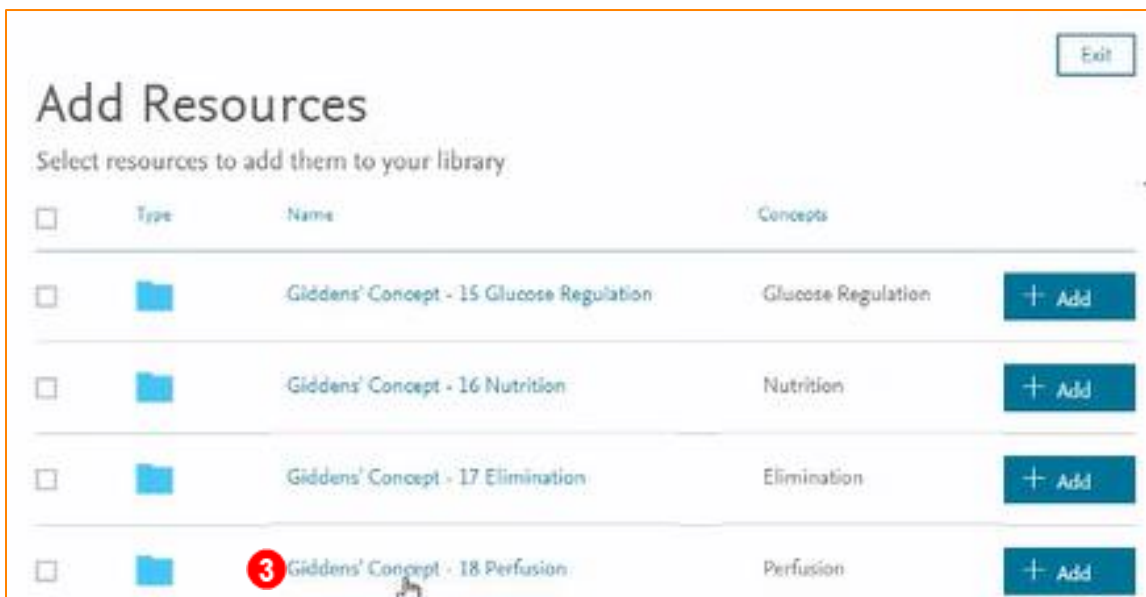 Exit
Add Resources
Select resources to add them to your library
Type Name Concepts
Giddens' Concept - 15 Glucose Regulation Glucose Regulation + Add
Giddens' Concept - 16 Nutrition Nutrition + Add
Giddens' Concept - 17 Elimination Elimination + Add
3 Giddens' Concept - 18 Perfusion Perfusion + Add